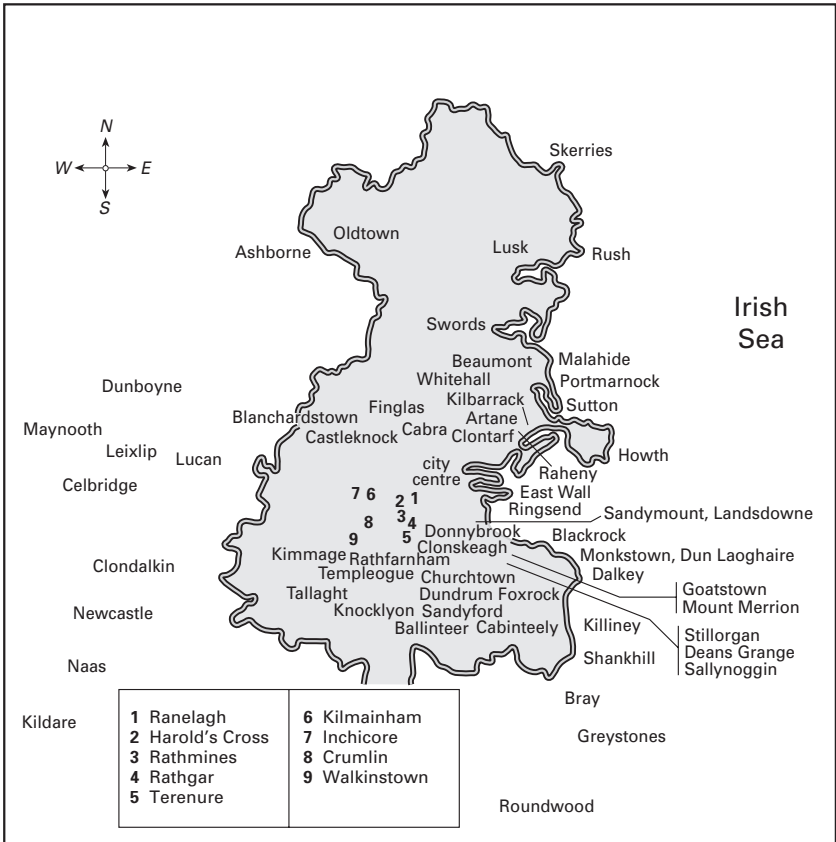 N
W E
S
Skerries
Oldtown
Ashborne
Lusk
Rush
Irish
Sea
Swords
Beaumont
Malahide
Whitehall
Portmarnock
Dunboyne
Kilbarrack
Sutton
Finglas
Blanchardstown
Artane
Maynooth
Castleknock
Cabra
Clontarf
Leixlip
Lucan
Howth
city
centre
Raheny
Celbridge
East Wall
7 6 2 1
Ringsend
Sandymount, Landsdowne
8 3 4
Donnybrook
Blackrock
9 5
Clonskeagh
Kimmage
Rathfarnham
Monkstown, Dun Laoghaire
Clondalkin
Templeogue
Churchtown
Dalkey
Tallaght
Dundrum Foxrock
Goatstown
Mount Merrion
Newcastle
Knocklyon
Sandyford
Killiney
Ballinteer
Cabinteely
Stillorgan
Deans Grange
Sallynoggin
Shankhill
Naas
Bray
Kildare
Greystones
Roundwood
1 Ranelagh
2 Harold's Cross
3 Rathmines
4 Rathgar
5 Terenure
6 Kilmainham
7 Inchicore
8 Crumlin
9 Walkinstown